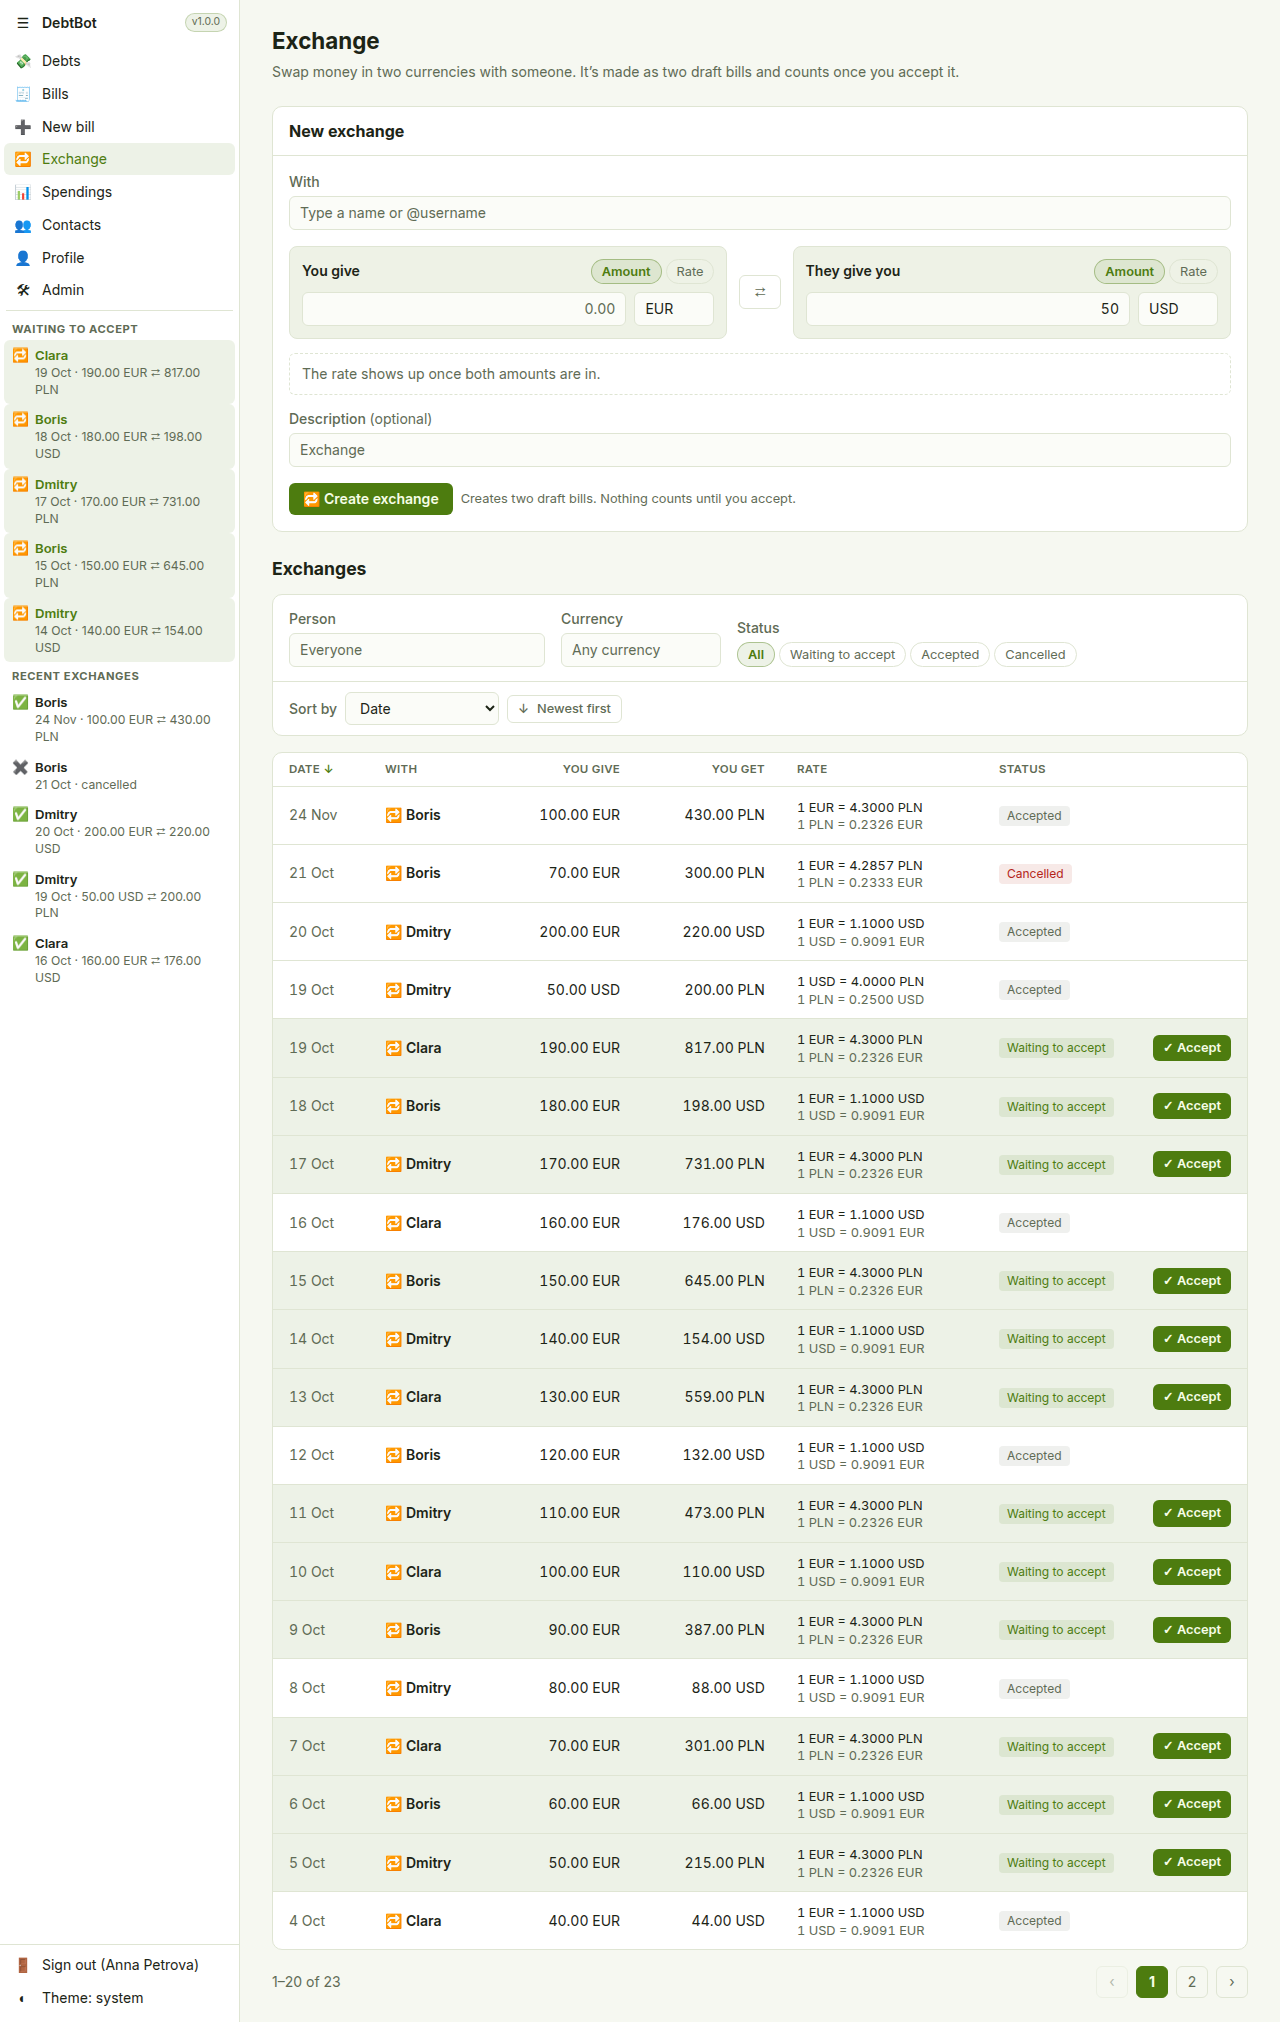 ☰ DebtBot v1.0.0
💸 Debts
🧾 Bills
➕ New bill
🔁 Exchange
📊 Spendings
👥 Contacts
👤 Profile
🛠 Admin
WAITING TO ACCEPT
🔁 Clara
19 Oct · 190.00 EUR ⇄ 817.00
PLN
🔁 Boris
18 Oct · 180.00 EUR ⇄ 198.00
USD
🔁 Dmitry
17 Oct · 170.00 EUR ⇄ 731.00
PLN
🔁 Boris
15 Oct · 150.00 EUR ⇄ 645.00
PLN
🔁 Dmitry
14 Oct · 140.00 EUR ⇄ 154.00
USD
RECENT EXCHANGES
✅ Boris
24 Nov · 100.00 EUR ⇄ 430.00
PLN
✖ Boris
21 Oct · cancelled
✅ Dmitry
20 Oct · 200.00 EUR ⇄ 220.00
USD
✅ Dmitry
19 Oct · 50.00 USD ⇄ 200.00
PLN
✅ Clara
16 Oct · 160.00 EUR ⇄ 176.00
USD
🚪 Sign out (Anna Petrova)
Theme: system
Exchange
Swap money in two currencies with someone. It’s made as two draft bills and counts once you accept it.
New exchange
With
Type a name or @username
You give Amount Rate
0.00 EUR
⇄
They give you Amount Rate
50 USD
The rate shows up once both amounts are in.
Description (optional)
Exchange
🔁 Create exchange Creates two draft bills. Nothing counts until you accept.
Exchanges
Person Currency Status
Everyone Any currency All Waiting to accept Accepted Cancelled
Sort by Date ↓ Newest first
DATE ↓ WITH YOU GIVE YOU GET RATE STATUS
24 Nov 🔁 Boris 100.00 EUR 430.00 PLN 1 EUR = 4.3000 PLN Accepted
1 PLN = 0.2326 EUR
21 Oct 🔁 Boris 70.00 EUR 300.00 PLN 1 EUR = 4.2857 PLN Cancelled
1 PLN = 0.2333 EUR
20 Oct 🔁 Dmitry 200.00 EUR 220.00 USD 1 EUR = 1.1000 USD Accepted
1 USD = 0.9091 EUR
19 Oct 🔁 Dmitry 50.00 USD 200.00 PLN 1 USD = 4.0000 PLN Accepted
1 PLN = 0.2500 USD
19 Oct 🔁 Clara 190.00 EUR 817.00 PLN 1 EUR = 4.3000 PLN Waiting to accept ✓ Accept
1 PLN = 0.2326 EUR
18 Oct 🔁 Boris 180.00 EUR 198.00 USD 1 EUR = 1.1000 USD Waiting to accept ✓ Accept
1 USD = 0.9091 EUR
17 Oct 🔁 Dmitry 170.00 EUR 731.00 PLN 1 EUR = 4.3000 PLN Waiting to accept ✓ Accept
1 PLN = 0.2326 EUR
16 Oct 🔁 Clara 160.00 EUR 176.00 USD 1 EUR = 1.1000 USD Accepted
1 USD = 0.9091 EUR
15 Oct 🔁 Boris 150.00 EUR 645.00 PLN 1 EUR = 4.3000 PLN Waiting to accept ✓ Accept
1 PLN = 0.2326 EUR
14 Oct 🔁 Dmitry 140.00 EUR 154.00 USD 1 EUR = 1.1000 USD Waiting to accept ✓ Accept
1 USD = 0.9091 EUR
13 Oct 🔁 Clara 130.00 EUR 559.00 PLN 1 EUR = 4.3000 PLN Waiting to accept ✓ Accept
1 PLN = 0.2326 EUR
12 Oct 🔁 Boris 120.00 EUR 132.00 USD 1 EUR = 1.1000 USD Accepted
1 USD = 0.9091 EUR
11 Oct 🔁 Dmitry 110.00 EUR 473.00 PLN 1 EUR = 4.3000 PLN Waiting to accept ✓ Accept
1 PLN = 0.2326 EUR
10 Oct 🔁 Clara 100.00 EUR 110.00 USD 1 EUR = 1.1000 USD Waiting to accept ✓ Accept
1 USD = 0.9091 EUR
9 Oct 🔁 Boris 90.00 EUR 387.00 PLN 1 EUR = 4.3000 PLN Waiting to accept ✓ Accept
1 PLN = 0.2326 EUR
8 Oct 🔁 Dmitry 80.00 EUR 88.00 USD 1 EUR = 1.1000 USD Accepted
1 USD = 0.9091 EUR
7 Oct 🔁 Clara 70.00 EUR 301.00 PLN 1 EUR = 4.3000 PLN Waiting to accept ✓ Accept
1 PLN = 0.2326 EUR
6 Oct 🔁 Boris 60.00 EUR 66.00 USD 1 EUR = 1.1000 USD Waiting to accept ✓ Accept
1 USD = 0.9091 EUR
5 Oct 🔁 Dmitry 50.00 EUR 215.00 PLN 1 EUR = 4.3000 PLN Waiting to accept ✓ Accept
1 PLN = 0.2326 EUR
4 Oct 🔁 Clara 40.00 EUR 44.00 USD 1 EUR = 1.1000 USD Accepted
1 USD = 0.9091 EUR
1–20 of 23 ‹ 1 2 ›